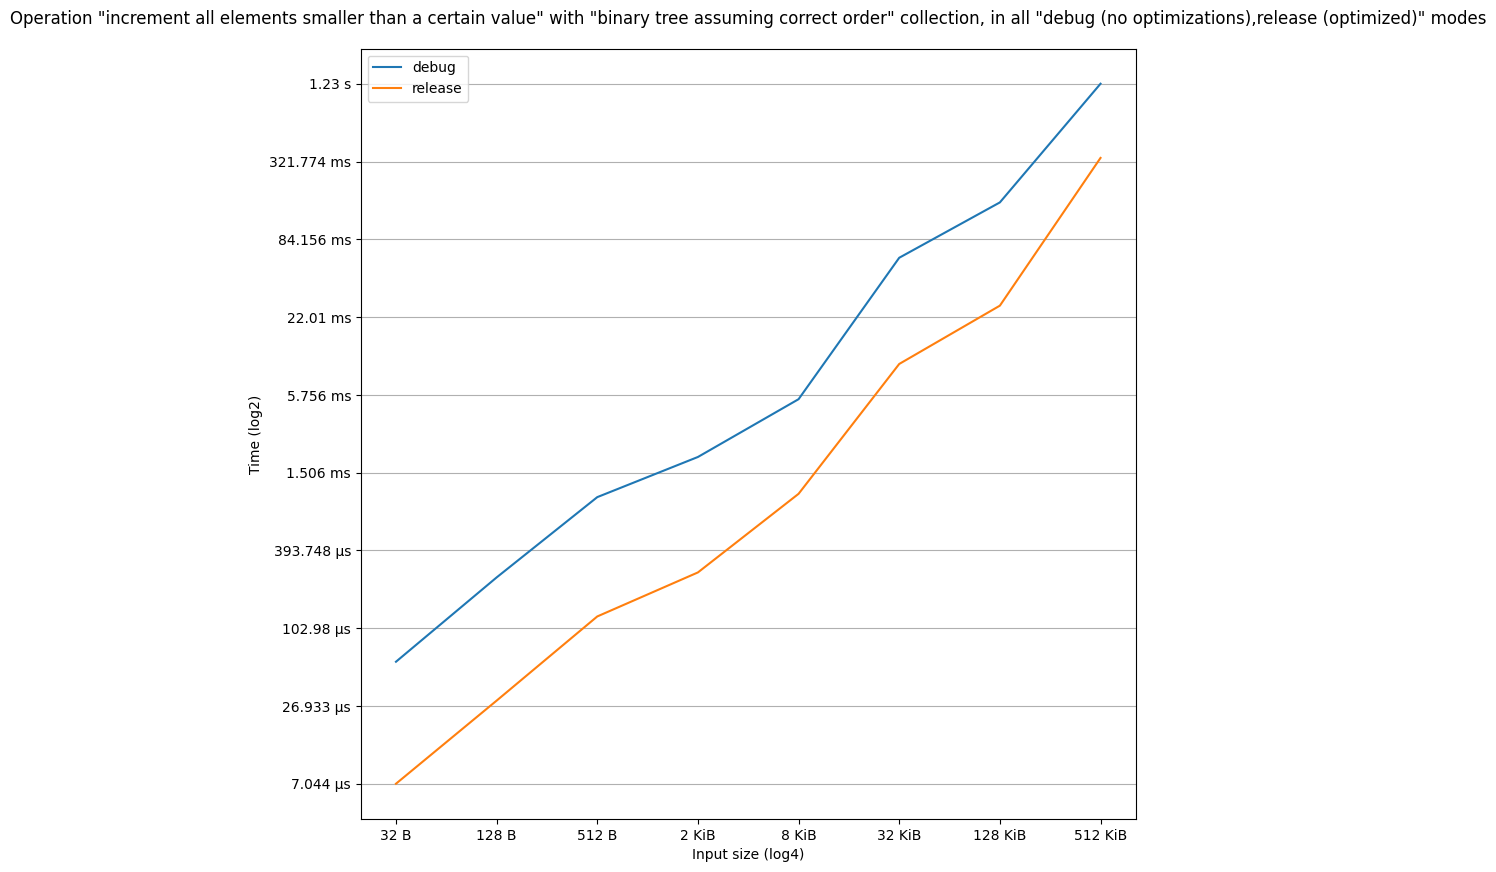 Operation "increment all elements smaller than a certain value" with "binary tree assuming correct order" collection, in all "debug (no optimizations),release (optimized)" modes
debug
release
1.23 s
321.774 ms
84.156 ms
22.01 ms
5.756 ms
1.506 ms
393.748 µs
102.98 µs
26.933 µs
7.044 µs
Time (log2)
32 B
128 B
512 B
2 KiB
8 KiB
32 KiB
128 KiB
512 KiB
Input size (log4)